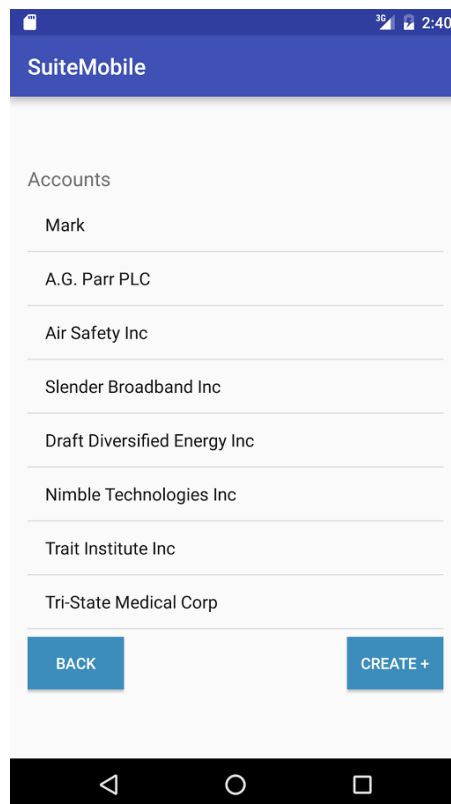 3G 2:40
SuiteMobile
Accounts
Mark
A.G. Parr PLC
Air Safety Inc
Slender Broadband Inc
Draft Diversified Energy Inc
Nimble Technologies Inc
Trait Institute Inc
Tri-State Medical Corp
BACK CREATE +